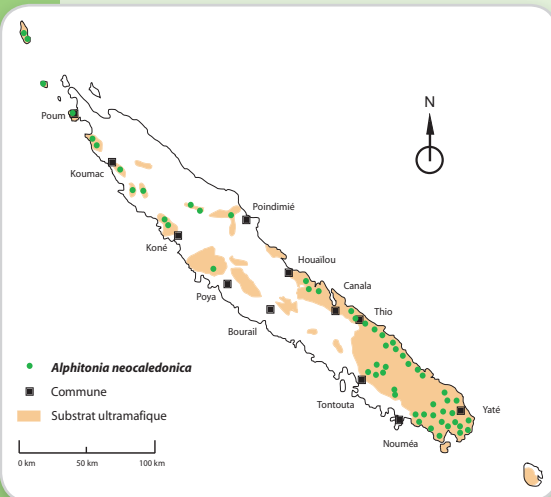 N
Poum
Koumac
Poindimié
Koné
Houaïlou
Canala
Poya
Thio
Bourail
Alphitonia neocaledonica
Commune
Tontouta
Yaté
Substrat ultramafique
Nouméa
0 km 50 km 100 km